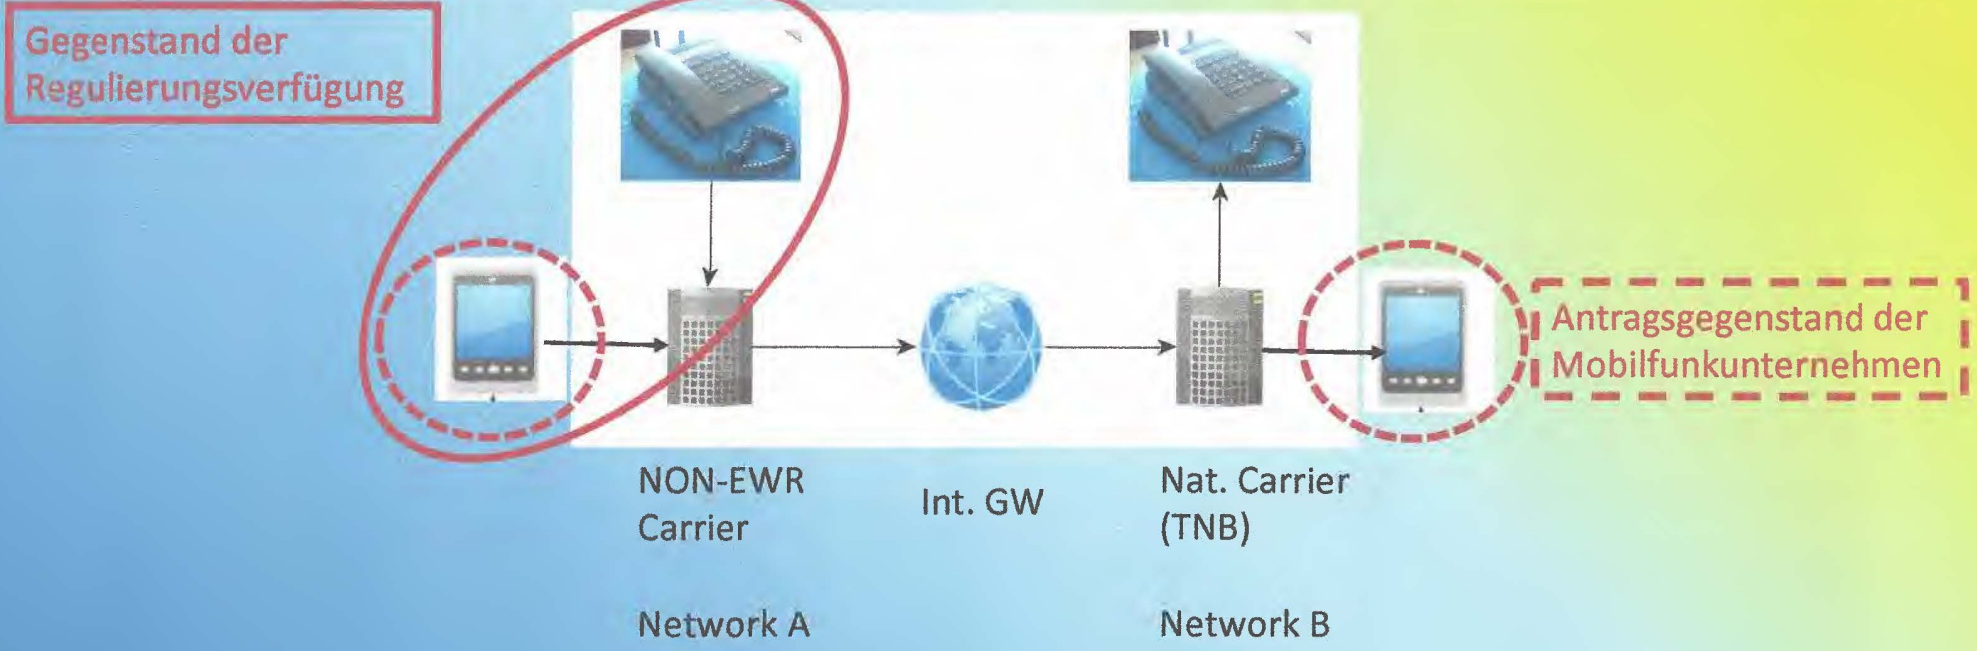 Gegenstand der
Regulierungsverfügung
Antragsgegenstand der
Mobilfunkunternehmen
NON-EWR
Carrier
Int. GW
Nat. Carrier
(TNB)
Network A
Network B